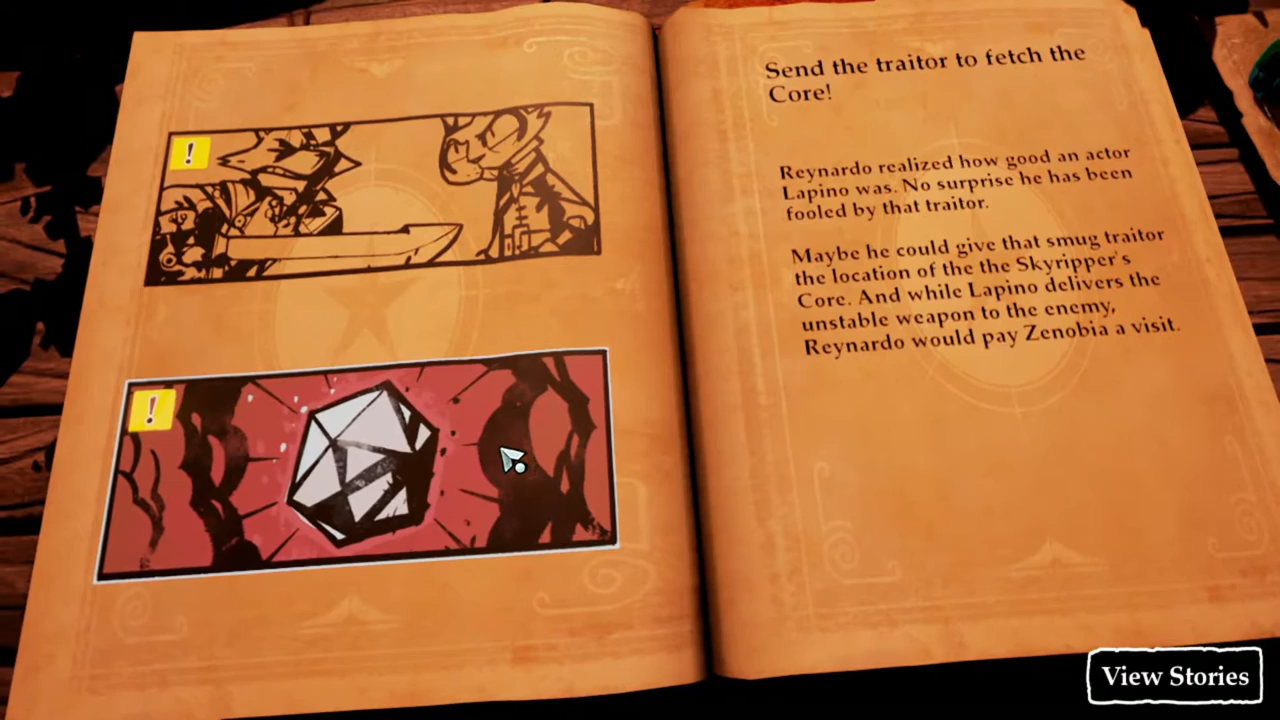 !
!
Send the traitor to fetch the
Core!
Reynardo realized how good an actor
Lapino was. No surprise he has been
fooled by that traitor.
Maybe he could give that smug traitor
the location of the the Skyripper's
Core. And while Lapino delivers the
unstable weapon to the enemy,
Reynardo would pay Zenobia a visit.
View Stories